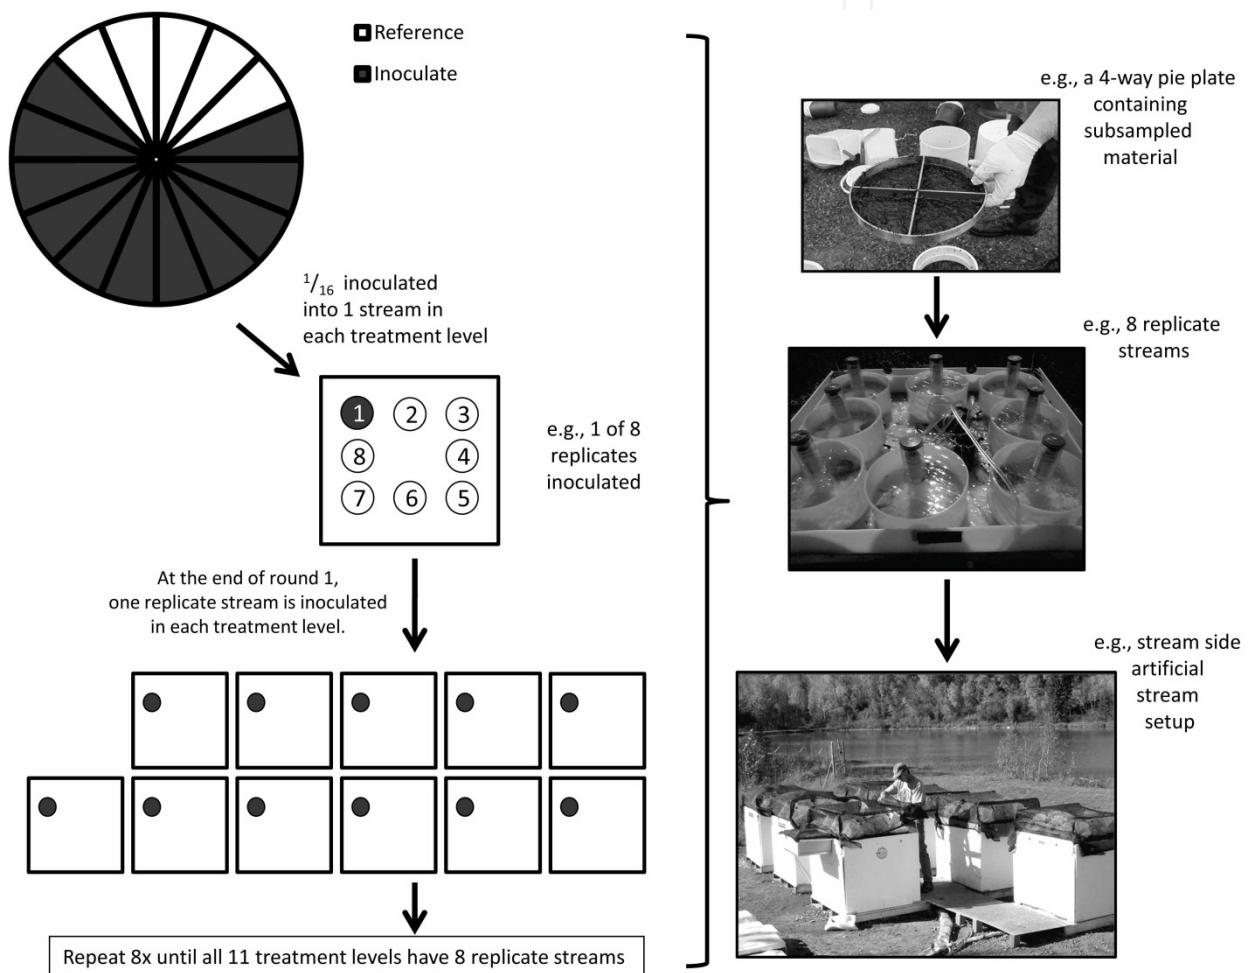 Reference
Inoculate
1/16 inoculated
into 1 stream in
each treatment level
1 2 3
8 4
7 6 5
e.g., 1 of 8
replicates
inoculated
At the end of round 1,
one replicate stream is inoculated
in each treatment level.
Repeat 8x until all 11 treatment levels have 8 replicate streams
e.g., a 4-way pie plate
containing
subsampled
material
e.g., 8 replicate
streams
e.g., stream side
artificial
stream
setup